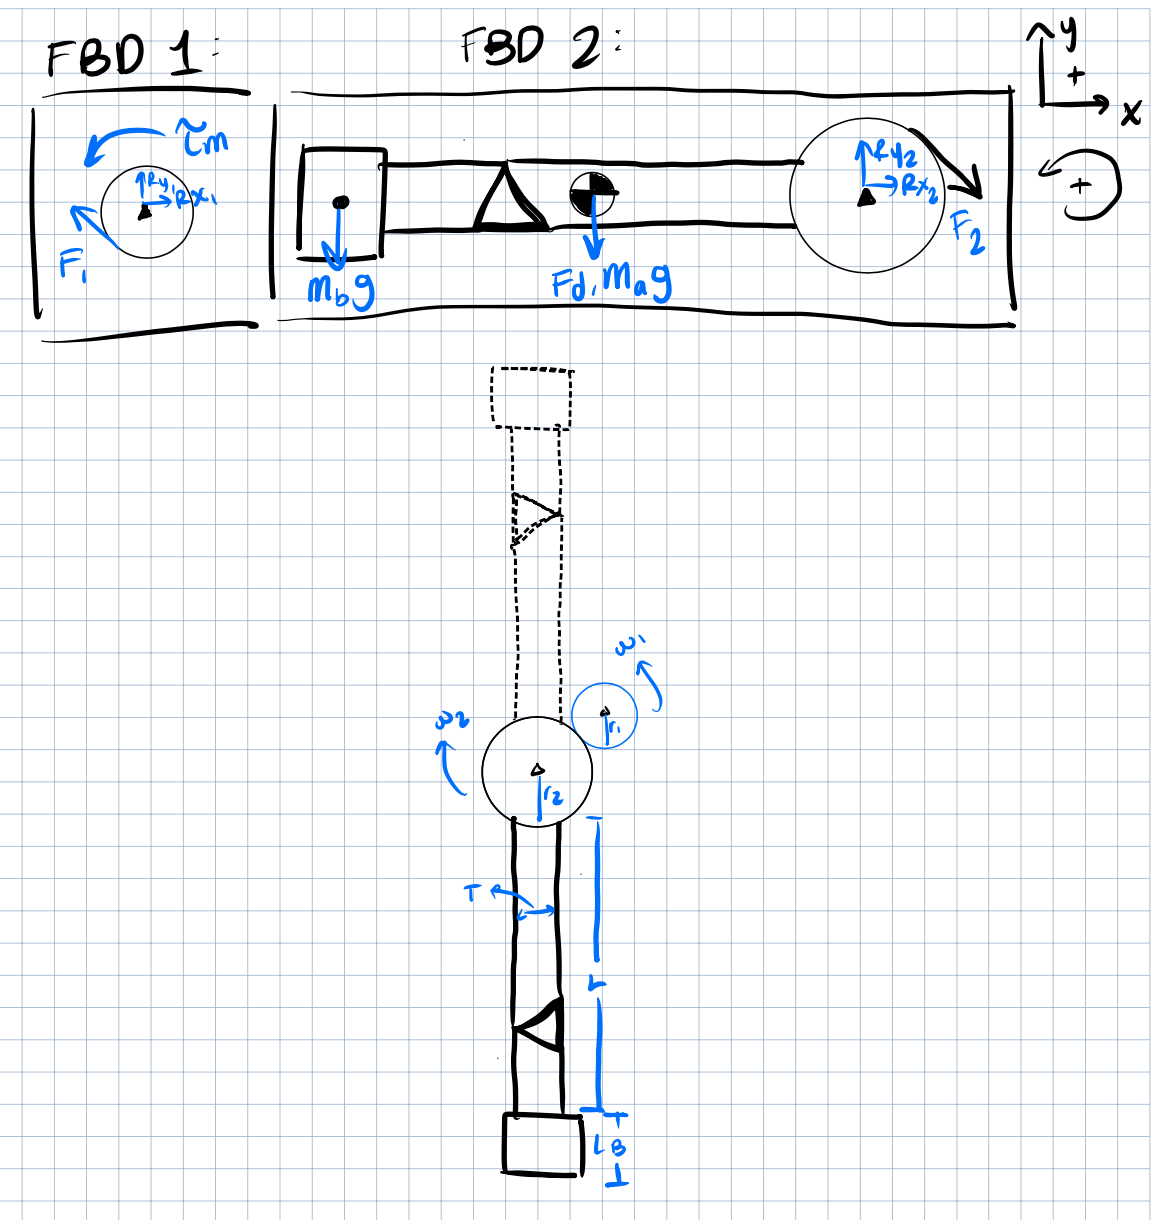 FBD 1:
FBD 2:
y
+
x
τm
Ry1
Rx1
F1
mbg
Fd, mag
Ry2
Rx2
F2
+
ω1
r1
ω2
r2
T
L
LB